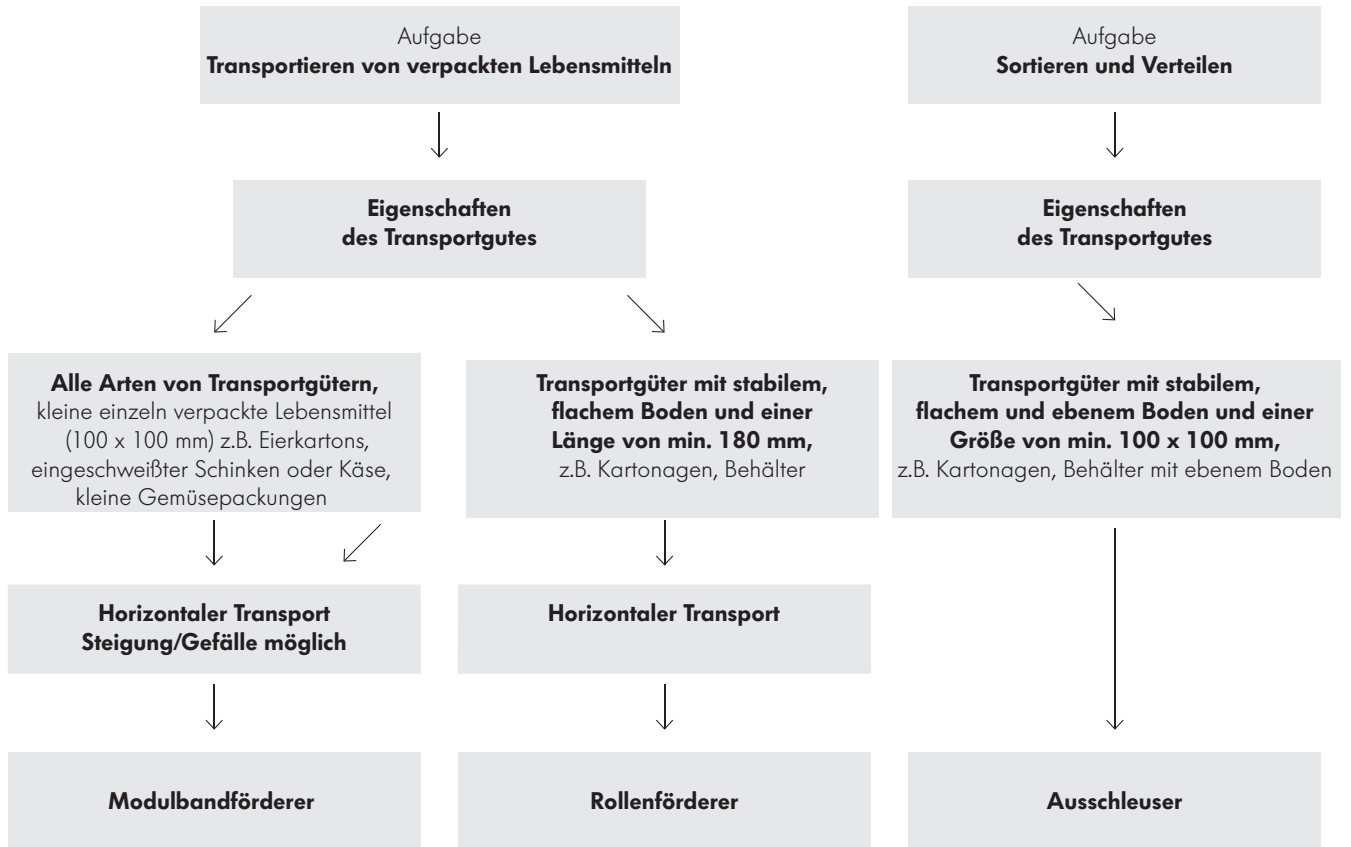 Aufgabe
Transportieren von verpackten Lebensmitteln
Aufgabe
Sortieren und Verteilen
Eigenschaften
des Transportgutes
Eigenschaften
des Transportgutes
Alle Arten von Transportgütern,
kleine einzeln verpackte Lebensmittel
(100 x 100 mm) z.B. Eierkartons,
eingeschweißter Schinken oder Käse,
kleine Gemüsepackungen
Transportgüter mit stabilem,
flachem Boden und einer
Länge von min. 180 mm,
z.B. Kartonagen, Behälter
Transportgüter mit stabilem,
flachem und ebenem Boden und einer
Größe von min. 100 x 100 mm,
z.B. Kartonagen, Behälter mit ebenem Boden
Horizontaler Transport
Steigung/Gefälle möglich
Horizontaler Transport
Modulbandförderer
Rollenförderer
Ausschleuser